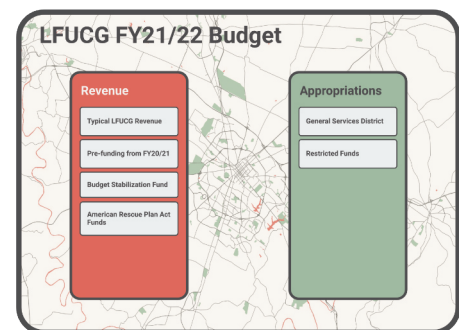 LFUCG FY21/22 Budget
Revenue
Typical LFUCG Revenue
Pre-funding from FY20/21
Budget Stabilization Fund
American Rescue Plan Act
Funds
Appropriations
General Services District
Restricted Funds